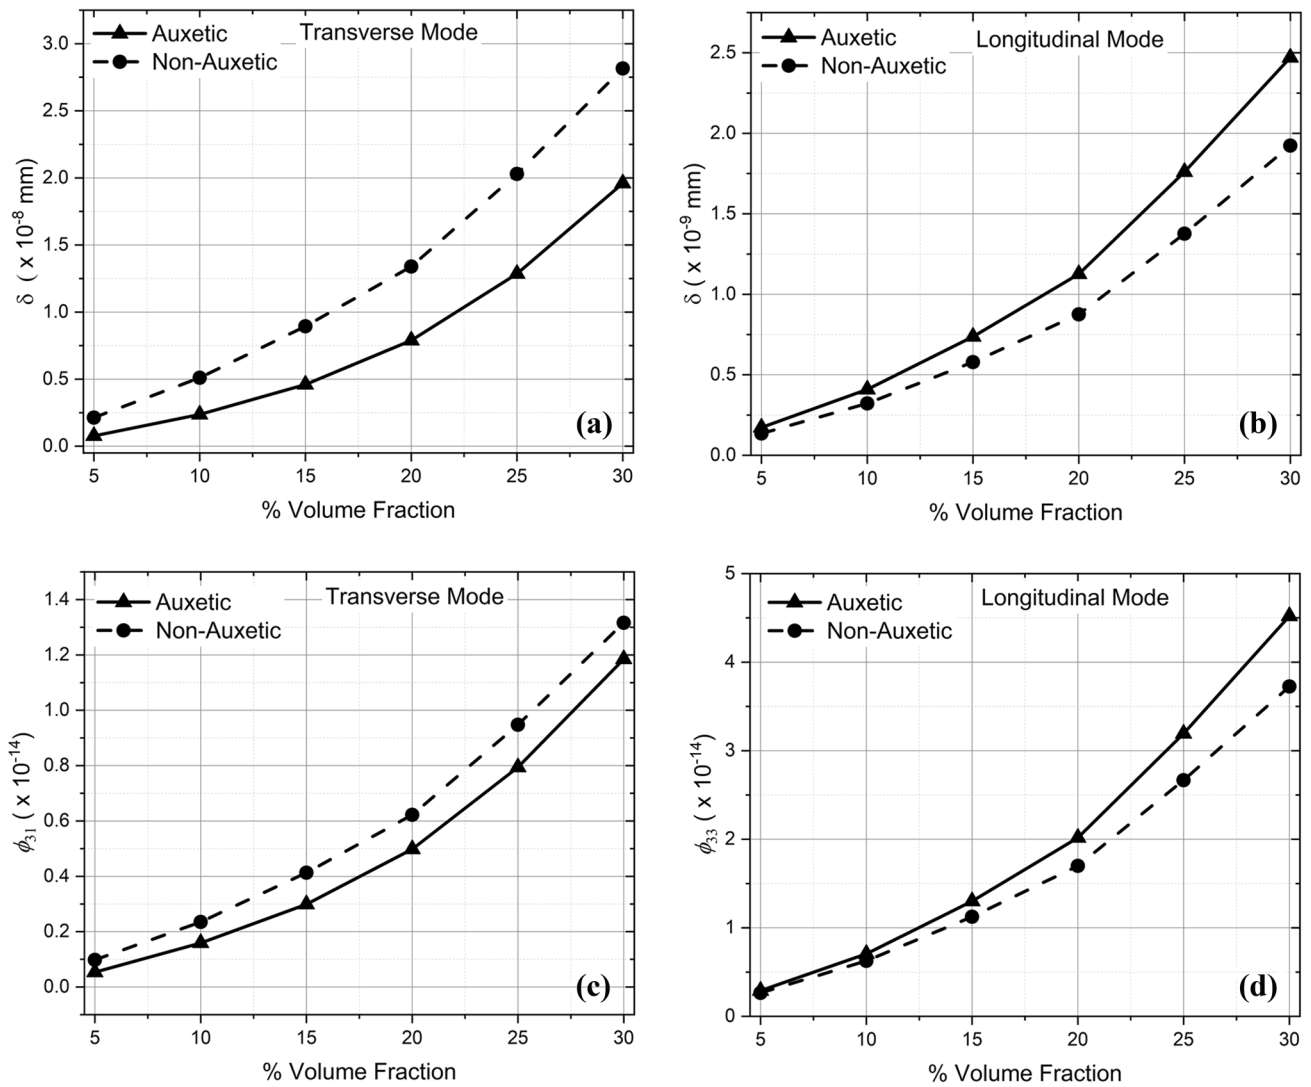 Auxetic
Non-Auxetic
Transverse Mode
3.0
2.5
2.0
1.5
1.0
0.5
0.0
δ ( x 10⁻⁸ mm)
(a)
5 10 15 20 25 30
% Volume Fraction
Auxetic
Non-Auxetic
Longitudinal Mode
2.5
2.0
1.5
1.0
0.5
0.0
δ ( x 10⁻⁹ mm)
(b)
5 10 15 20 25 30
% Volume Fraction
Auxetic
Non-Auxetic
Transverse Mode
1.4
1.2
1.0
0.8
0.6
0.4
0.2
0.0
ϕ₃₁ ( x 10⁻¹⁴)
(c)
5 10 15 20 25 30
% Volume Fraction
Auxetic
Non-Auxetic
Longitudinal Mode
5
4
3
2
1
0
ϕ₃₃ ( x 10⁻¹⁴)
(d)
5 10 15 20 25 30
% Volume Fraction